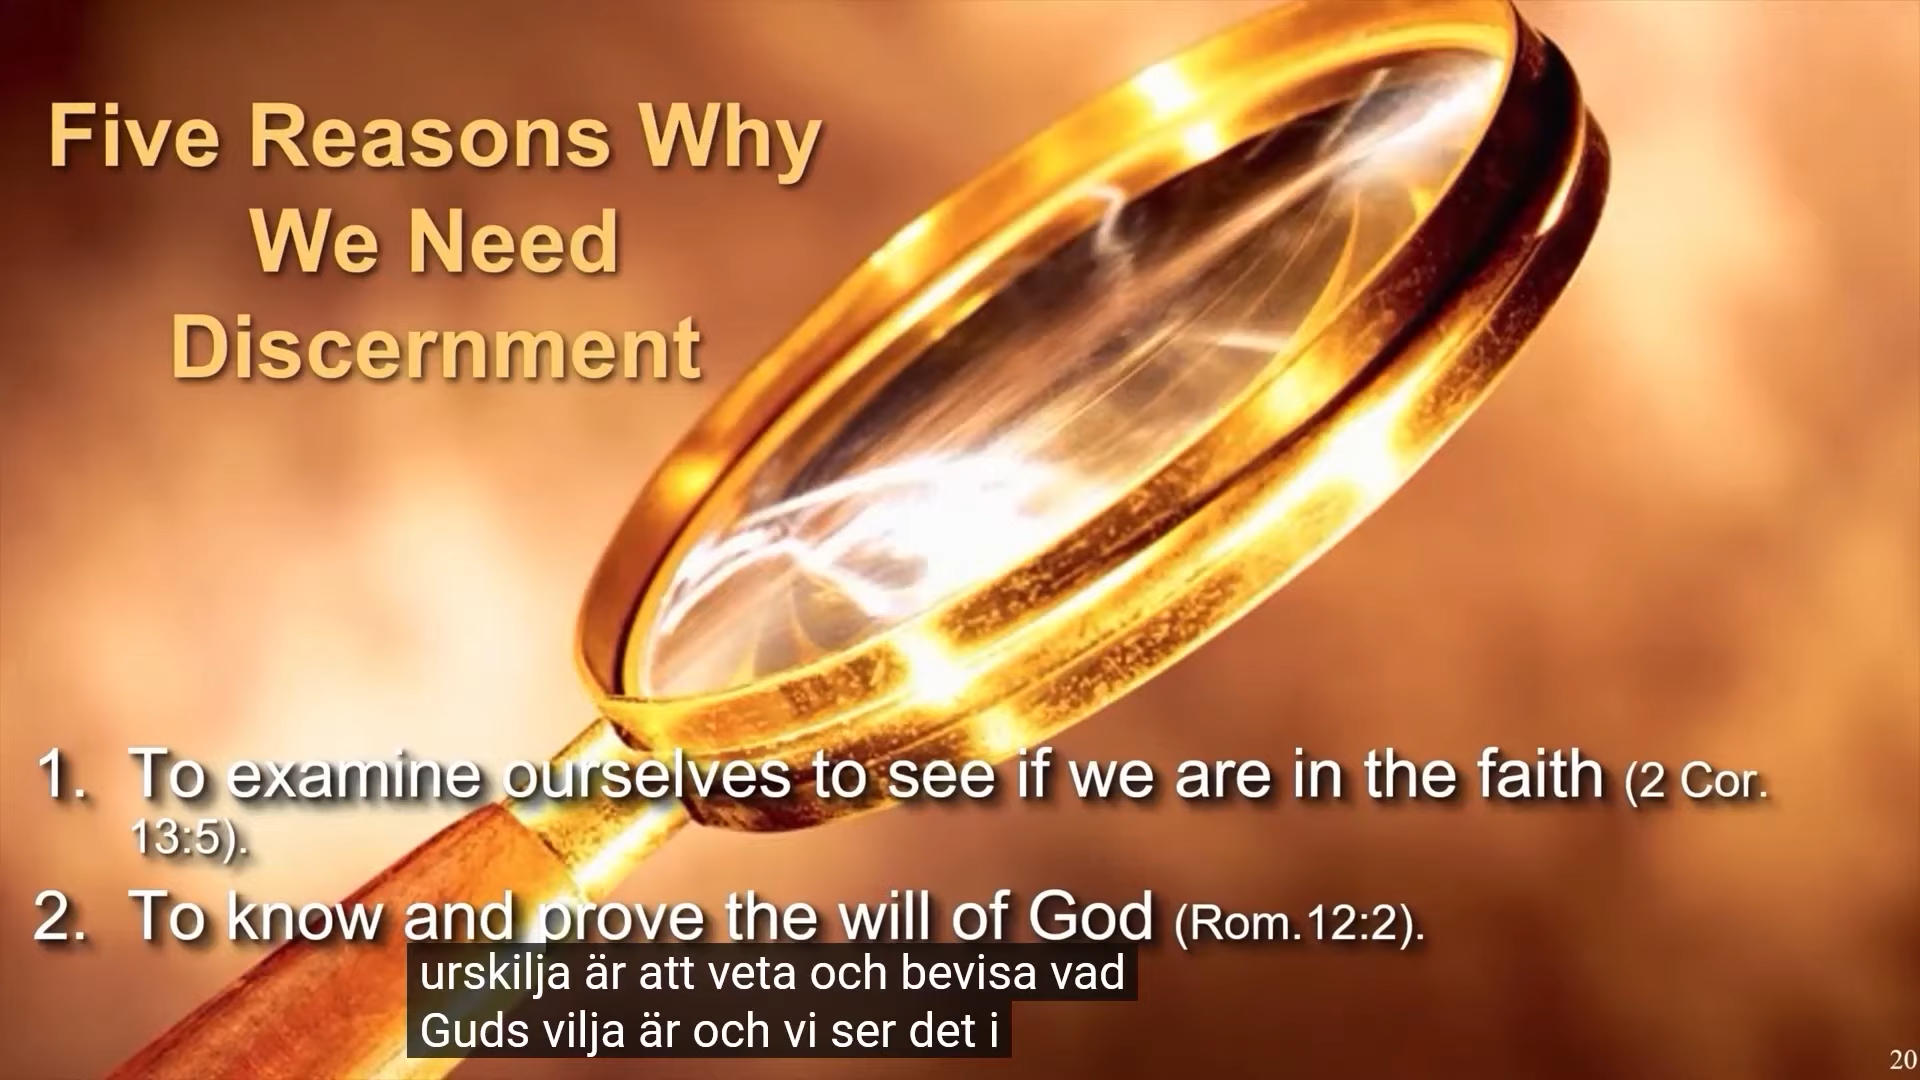 Five Reasons Why
We Need
Discernment
1. To examine ourselves to see if we are in the faith (2 Cor.
13:5).
2. To know and prove the will of God (Rom.12:2).
urskilja är att veta och bevisa vad
Guds vilja är och vi ser det i
20